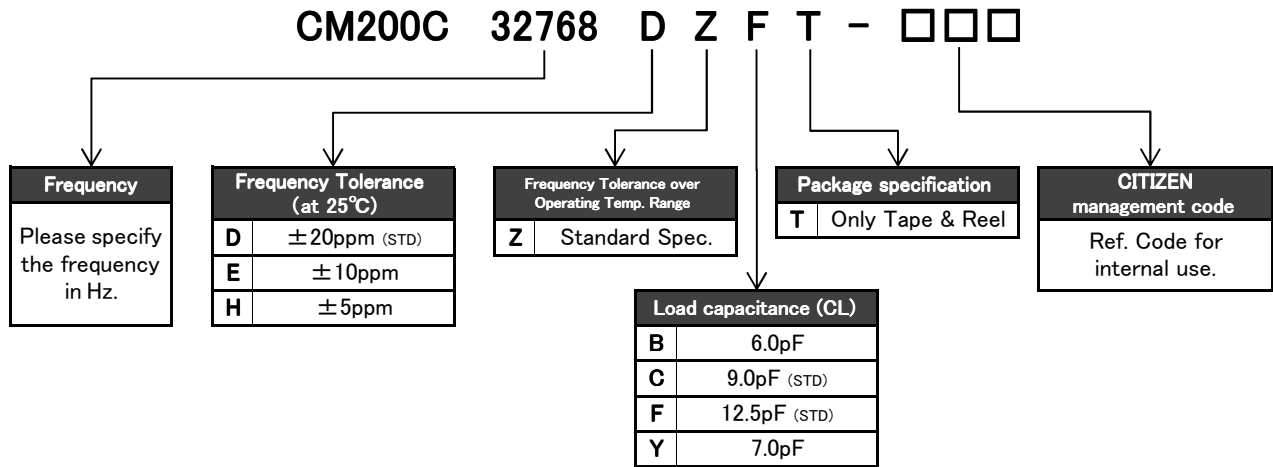 CM200C 32768 D Z F T - □□□
Frequency
Please specify
the frequency
in Hz.
Frequency Tolerance
(at 25℃)
D ±20ppm (STD)
E ±10ppm
H ±5ppm
Frequency Tolerance over
Operating Temp. Range
Z Standard Spec.
Load capacitance (CL)
B 6.0pF
C 9.0pF (STD)
F 12.5pF (STD)
Y 7.0pF
Package specification
T Only Tape & Reel
CITIZEN
management code
Ref. Code for
internal use.